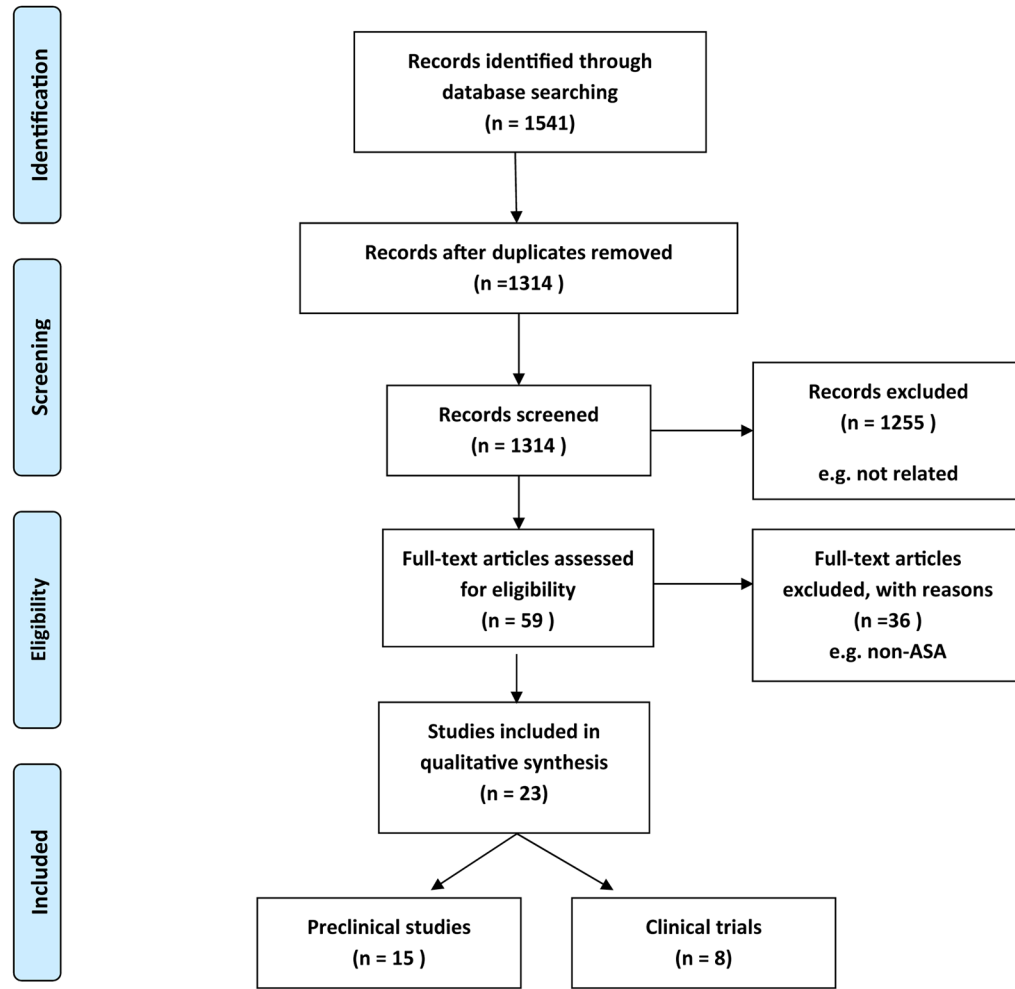 Identification
Records identified through
database searching
(n = 1541)
Records after duplicates removed
(n =1314 )
Screening
Records screened
(n = 1314 )
Records excluded
(n = 1255 )
e.g. not related
Eligibility
Full-text articles assessed
for eligibility
(n = 59 )
Full-text articles
excluded, with reasons
(n =36 )
e.g. non-ASA
Studies included in
qualitative synthesis
(n = 23)
Included
Preclinical studies
(n = 15 )
Clinical trials
(n = 8)